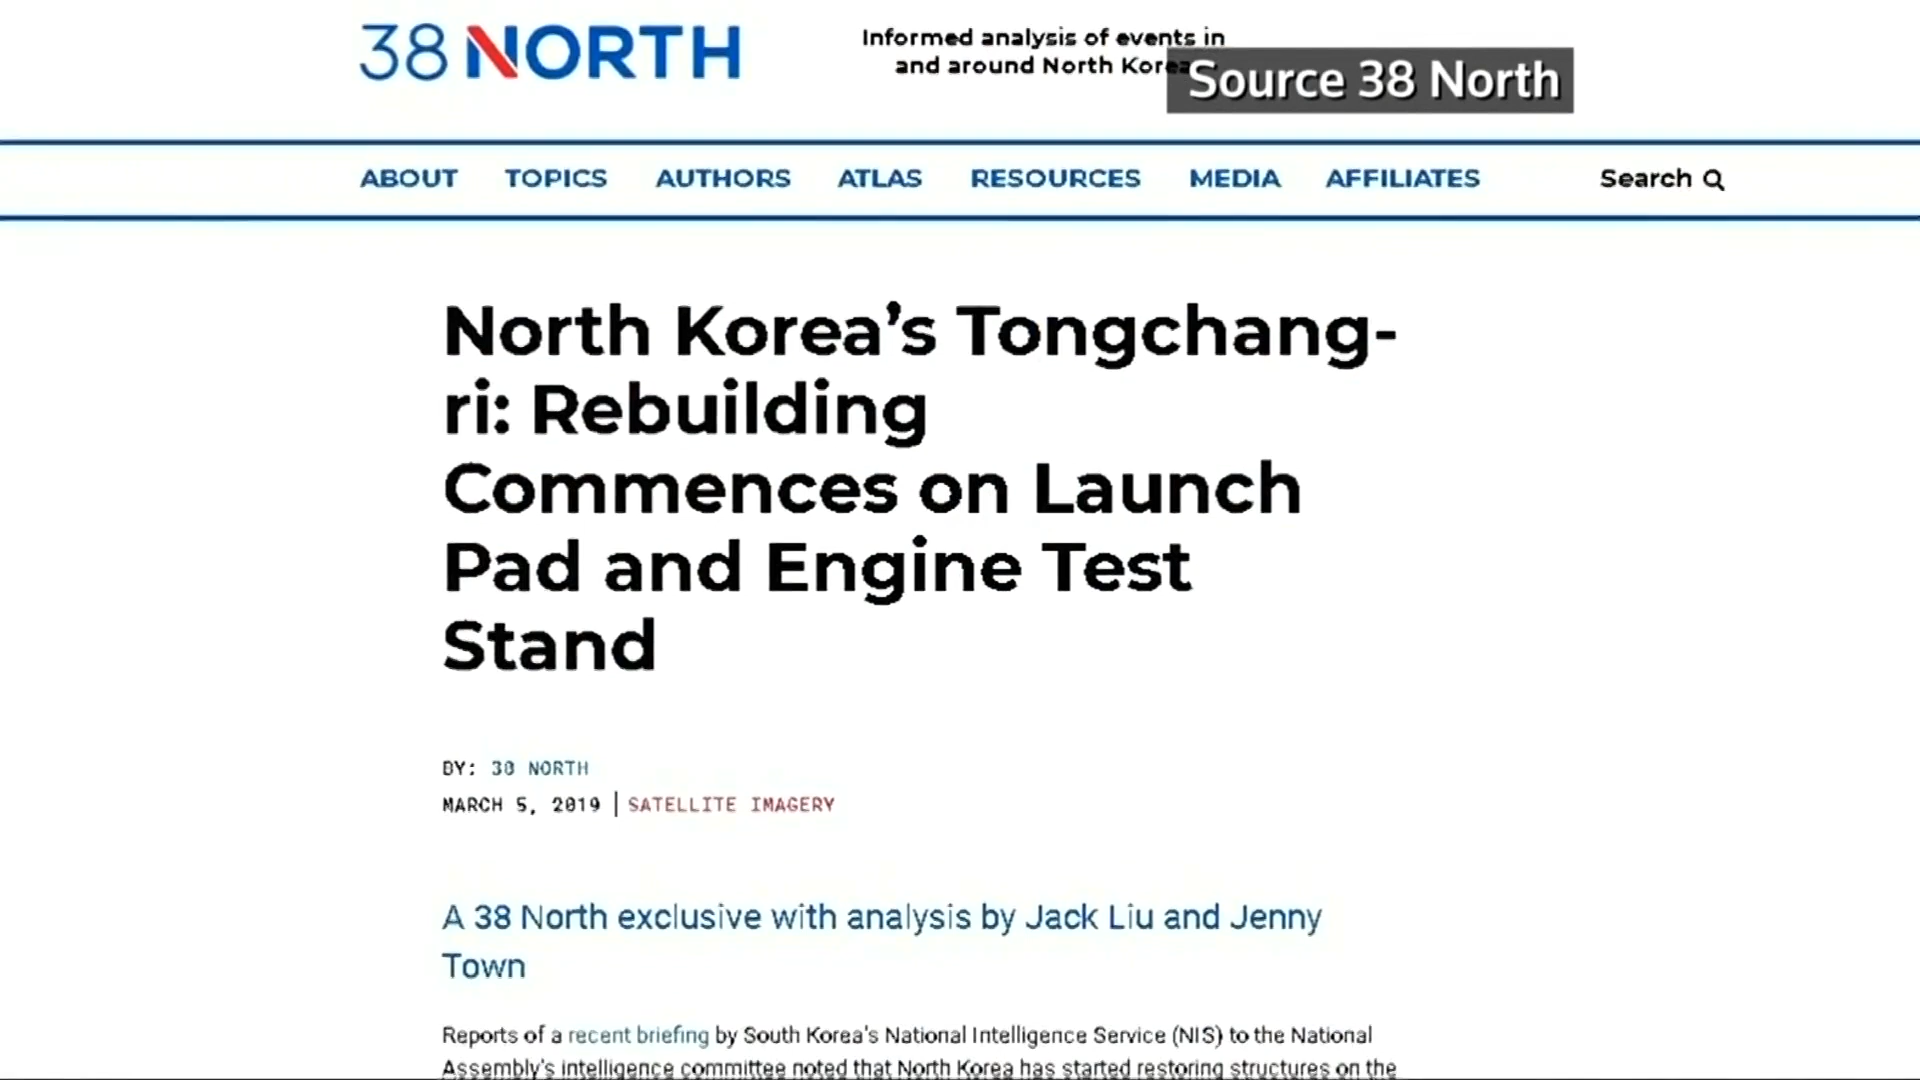 38 NORTH
Informed analysis of events in
and around North Korea
Source 38 North
ABOUT TOPICS AUTHORS ATLAS RESOURCES MEDIA AFFILIATES Search
North Korea’s Tongchang-
ri: Rebuilding
Commences on Launch
Pad and Engine Test
Stand
BY: 38 NORTH
MARCH 5, 2019 | SATELLITE IMAGERY
A 38 North exclusive with analysis by Jack Liu and Jenny
Town
Reports of a recent briefing by South Korea's National Intelligence Service (NIS) to the National
Assembly's intelligence committee noted that North Korea has started restoring structures on the